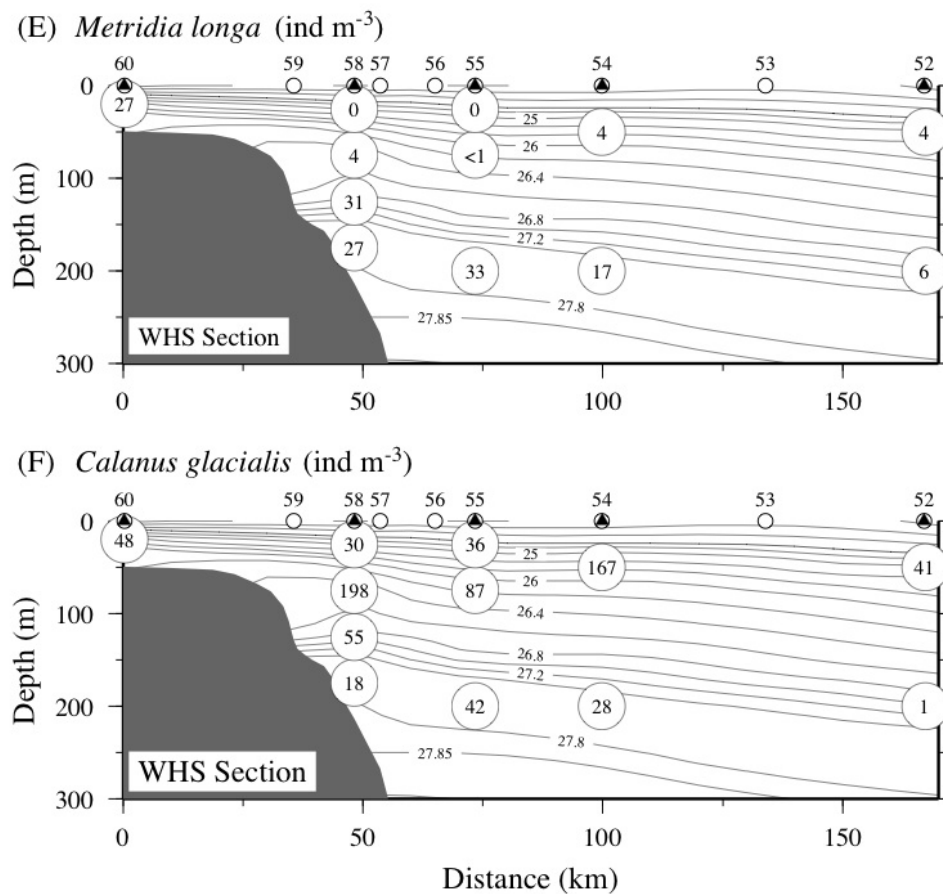 (E) Metridia longa (ind m-3)
60 59 58 57 56 55 54 53 52
0
27 0 0 25 4 4
26
4 <1
100 26.4
31 26.8
27.2
27
200 33 17 6
27.8
27.85
WHS Section
300
0 50 100 150
Depth (m)
(F) Calanus glacialis (ind m-3)
60 59 58 57 56 55 54 53 52
0
48 30 36 25 167 41
26
198 87
100 26.4
55 26.8
27.2
18
200 42 28 1
27.8
27.85
WHS Section
300
0 50 100 150
Depth (m)
Distance (km)